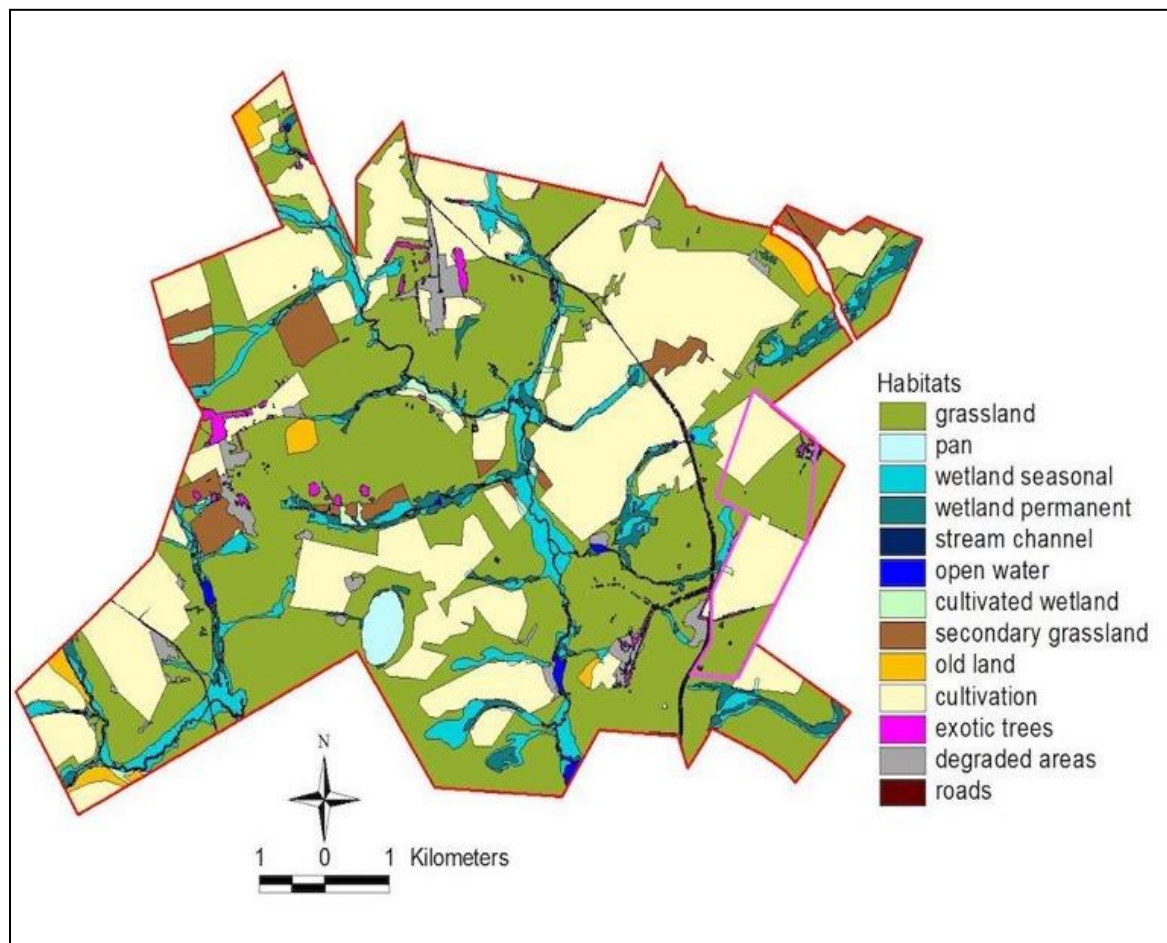 Habitats
grassland
pan
wetland seasonal
wetland permanent
stream channel
open water
cultivated wetland
secondary grassland
old land
cultivation
exotic trees
degraded areas
roads
N
1 0 1 Kilometers